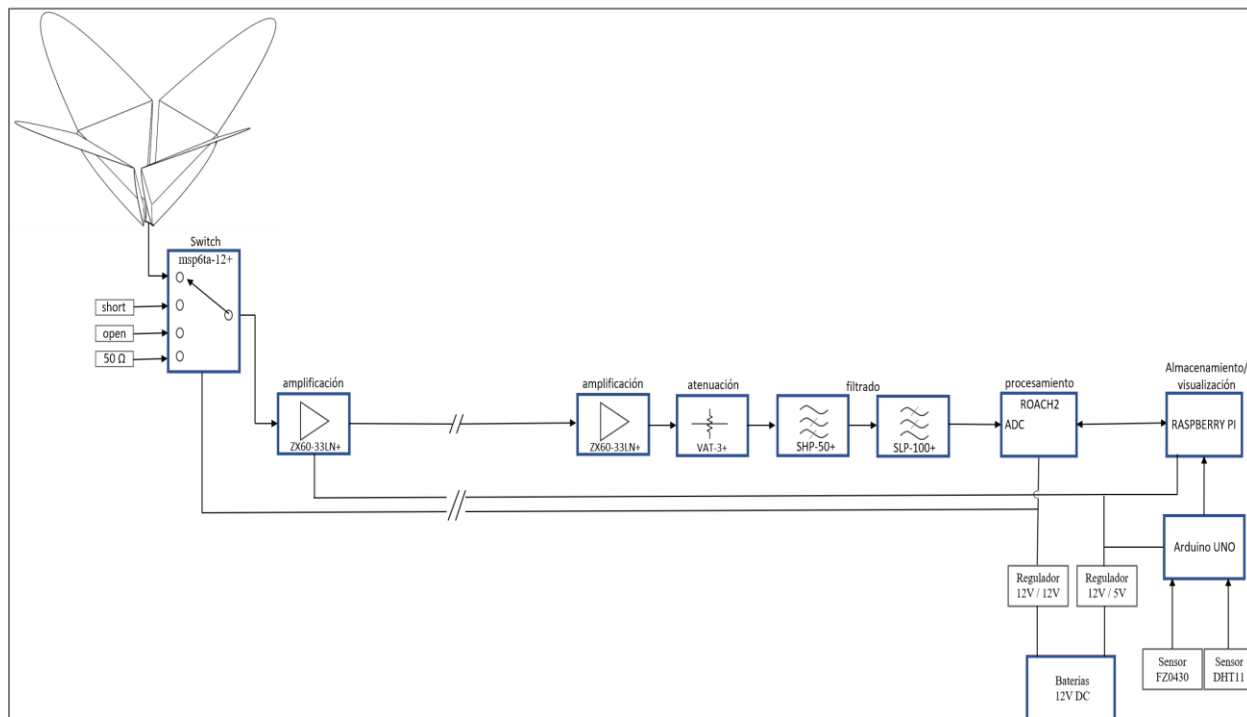 Switch
msp6ta-12+
short
open
50 Ω
amplificación
ZX60-33LN+
amplificación
ZX60-33LN+
atenuación
VAT-3+
filtrado
SHP-50+
SLP-100+
procesamiento
ROACH2
ADC
Almacenamiento/
visualización
RASPBERRY PI
Arduino UNO
Regulador
12V / 12V
Regulador
12V / 5V
Baterías
12V DC
Sensor
FZ0430
Sensor
DHT11